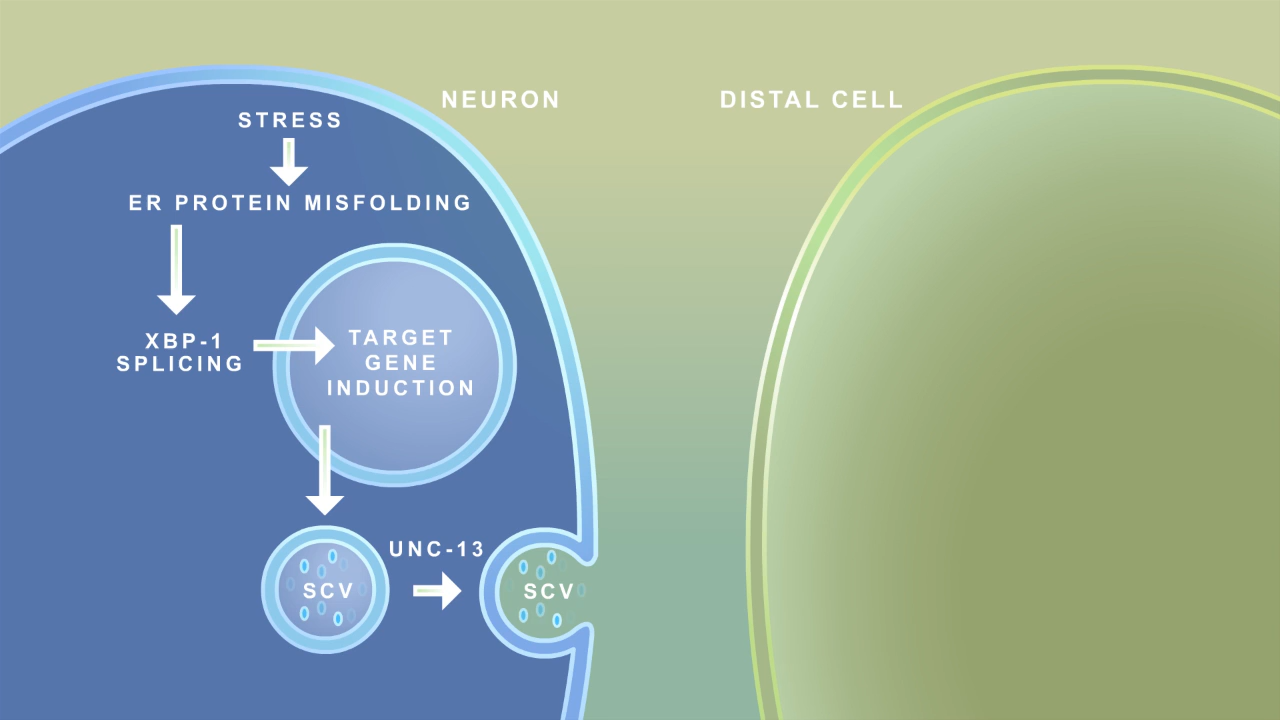 NEURON
DISTAL CELL
STRESS
ER PROTEIN MISFOLDING
XBP-1
SPLICING
TARGET
GENE
INDUCTION
UNC-13
SCV
SCV